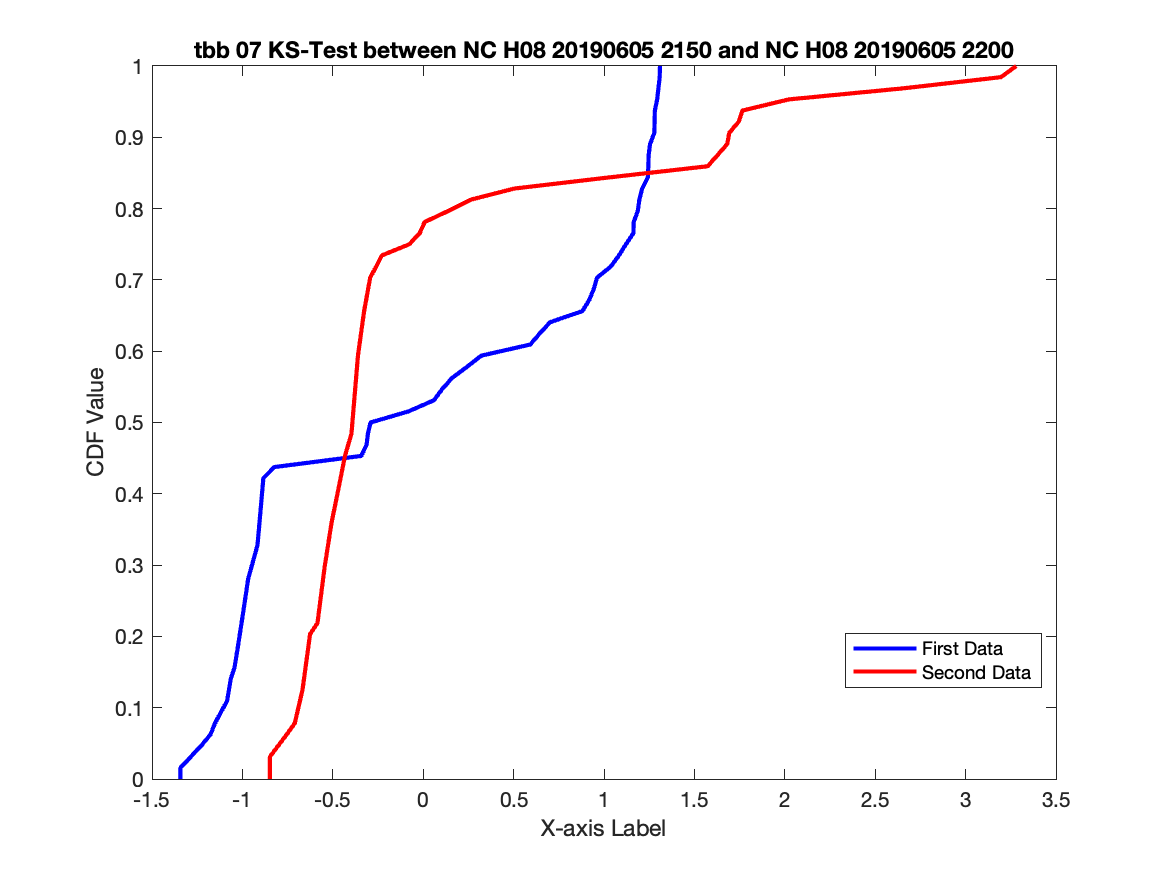 tbb 07 KS-Test between NC H08 20190605 2150 and NC H08 20190605 2200
1
0.9
0.8
0.7
0.6
0.5
0.4
0.3
0.2
0.1
0
CDF Value
First Data
Second Data
-1.5 -1 -0.5 0 0.5 1 1.5 2 2.5 3 3.5
X-axis Label